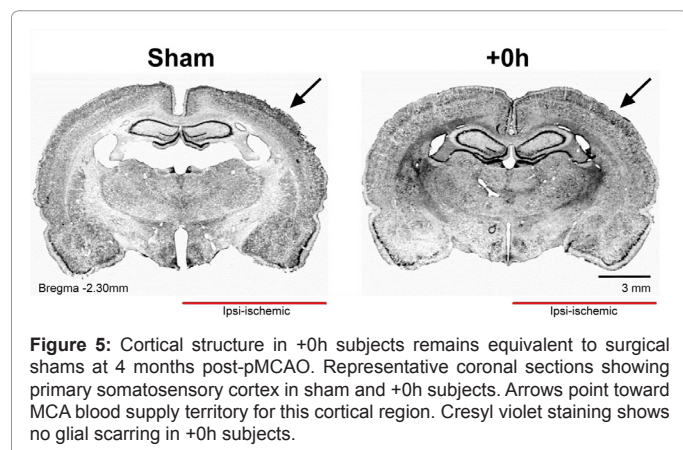 Sham
+0h
Bregma -2.30mm
3 mm
Ipsi-ischemic
Ipsi-ischemic
Figure 5: Cortical structure in +0h subjects remains equivalent to surgical
shams at 4 months post-pMCAO. Representative coronal sections showing
primary somatosensory cortex in sham and +0h subjects. Arrows point toward
MCA blood supply territory for this cortical region. Cresyl violet staining shows
no glial scarring in +0h subjects.